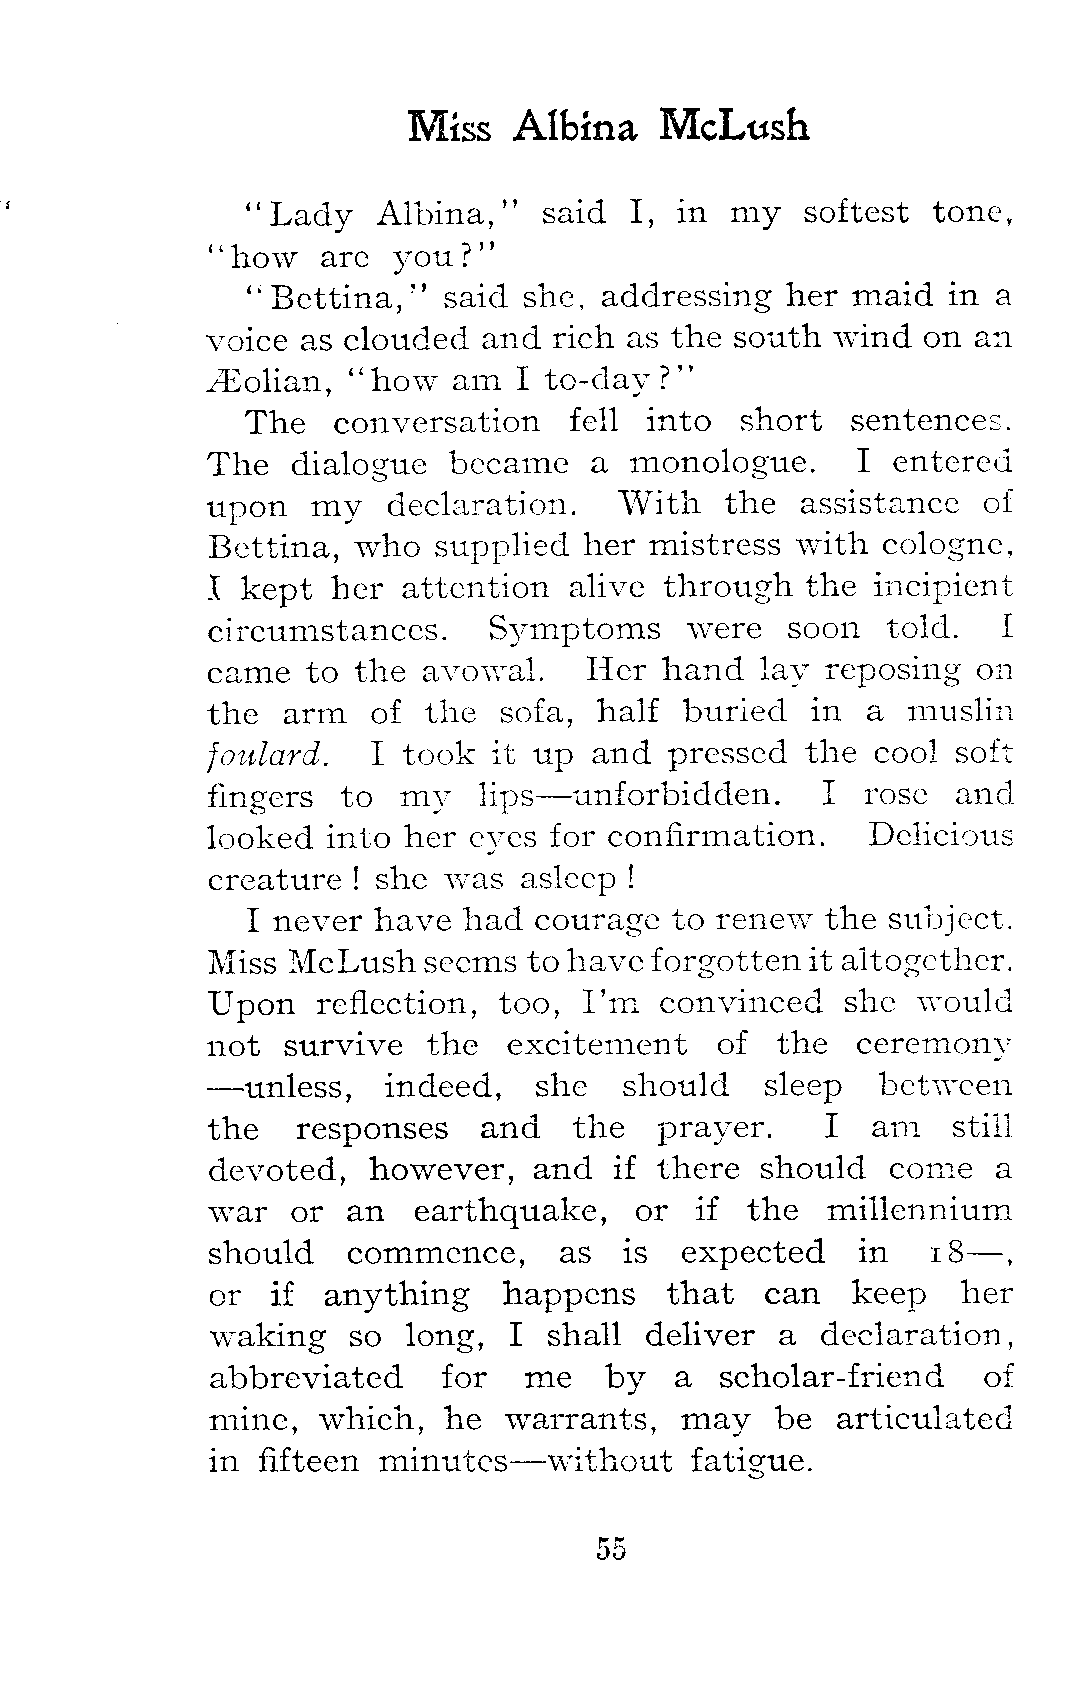 Miss Albina McLush
"Lady Albina," said I, in my softest tone,
"how are you?"
"Bettina," said she, addressing her maid in a
voice as clouded and rich as the south wind on an
Æolian, "how am I to-day?"
The conversation fell into short sentences.
The dialogue became a monologue. I entered
upon my declaration. With the assistance of
Bettina, who supplied her mistress with cologne,
I kept her attention alive through the incipient
circumstances. Symptoms were soon told. I
came to the avowal. Her hand lay reposing on
the arm of the sofa, half buried in a muslin
foulard. I took it up and pressed the cool soft
fingers to my lips—unforbidden. I rose and
looked into her eyes for confirmation. Delicious
creature! she was asleep!
I never have had courage to renew the subject.
Miss McLush seems to have forgotten it altogether.
Upon reflection, too, I'm convinced she would
not survive the excitement of the ceremony
—unless, indeed, she should sleep between
the responses and the prayer. I am still
devoted, however, and if there should come a
war or an earthquake, or if the millennium
should commence, as is expected in 18—,
or if anything happens that can keep her
waking so long, I shall deliver a declaration,
abbreviated for me by a scholar-friend of
mine, which, he warrants, may be articulated
in fifteen minutes—without fatigue.
55